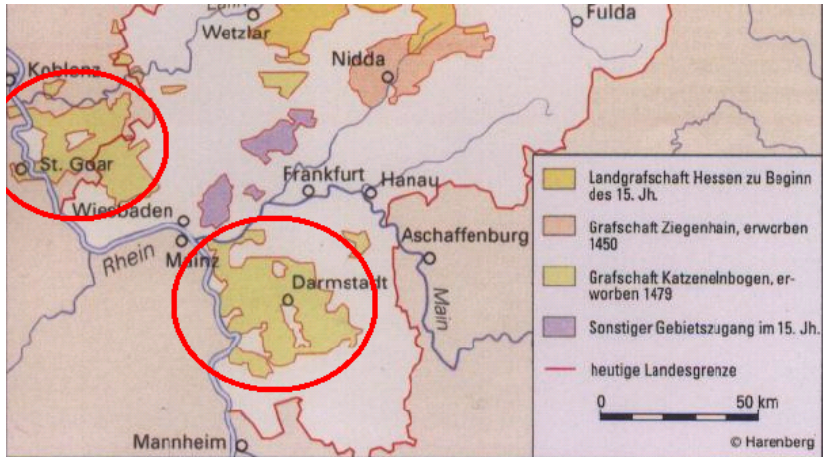 Lahn
Wetzlar
Fulda
Nidda
Koblenz
St. Goar
Frankfurt
Hanau
Wiesbaden
Mainz
Rhein
Aschaffenburg
Darmstadt
Main
Mannheim
Landgrafschaft Hessen zu Beginn
des 15. Jh.
Grafschaft Ziegenhain, erworben
1450
Grafschaft Katzenelnbogen, er-
worben 1479
Sonstiger Gebietszugang im 15. Jh.
heutige Landesgrenze
0 50 km
© Harenberg